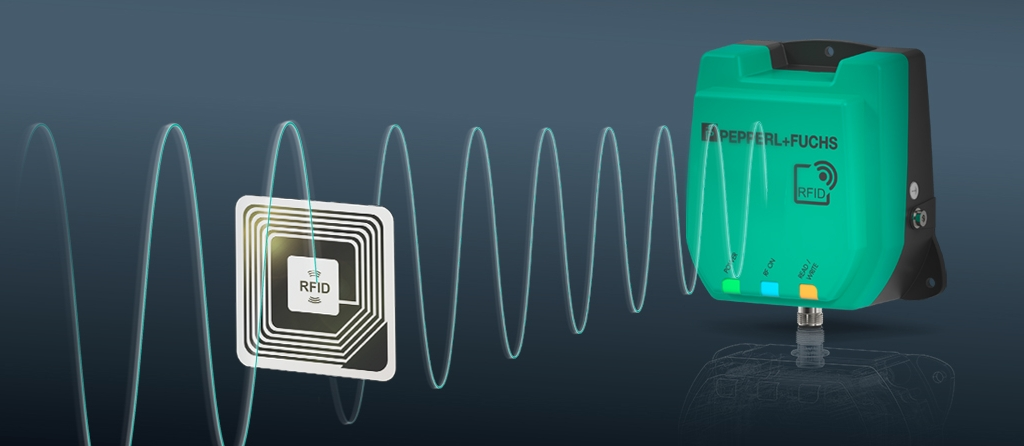 PEPPERL+FUCHS
RFID
RFID
POWER
RF ON
READ /
WRITE